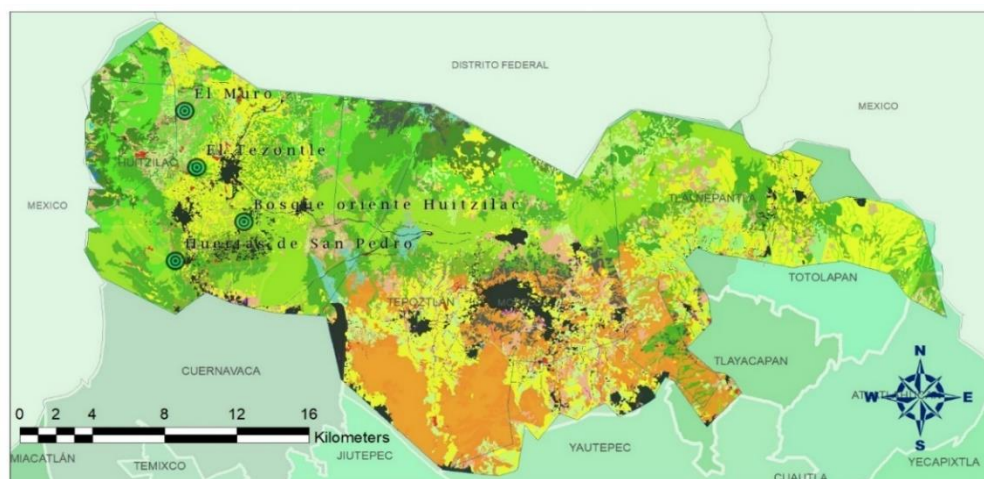 DISTRITO FEDERAL
MEXICO
El Muro
HUITZILAC
El Tezontle
MEXICO
Bosque oriente Huitzilac
TLALNEPANTLA
Huertas de San Pedro
TOTOLAPAN
TEPOZTLÁN
TLAYACAPAN
CUERNAVACA
N
W E
S
0 2 4 8 12 16
Kilometers
MIACATLÁN
TEMIXCO
JIUTEPEC
YAUTEPEC
CUAUTLA
YECAPIXTLA